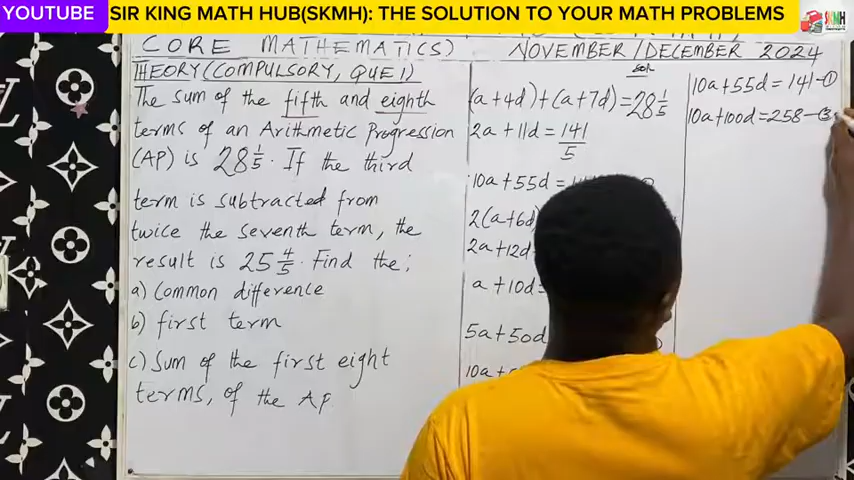 YOUTUBE
SIR KING MATH HUB(SKMH): THE SOLUTION TO YOUR MATH PROBLEMS
SKMH
CORE MATHEMATICS)
NOVEMBER/DECEMBER 2024
THEORY(COMPULSORY, QUE 1)
The sum of the fifth and eighth
terms of an Arithmetic Progression
(AP) is 28 1/5. If the third
term is subtracted from
twice the seventh term, the
result is 25 4/5. Find the;
a) Common difference
b) first term
c) Sum of the first eight
terms, of the AP
soln
(a+4d)+(a+7d)=28 1/5
2a+11d=141/5
10a+55d=
2(a+6d)
2a+12d
a+10d=
5a+50d
10a+
10a+55d=141-①
10a+100d=258-③